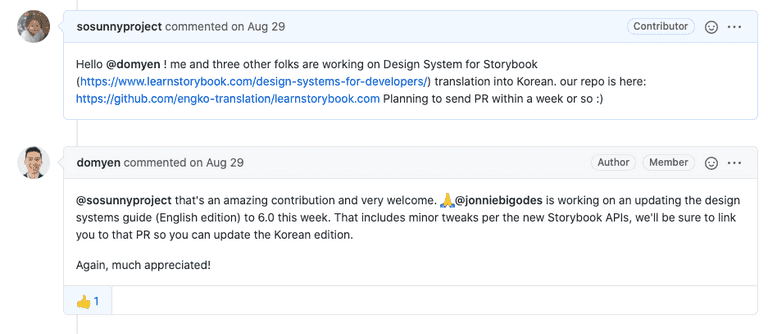 sosunnyproject commented on Aug 29
Contributor
Hello @domyen ! me and three other folks are working on Design System for Storybook
(https://www.learnstorybook.com/design-systems-for-developers/) translation into Korean. our repo is here:
https://github.com/engko-translation/learnstorybook.com Planning to send PR within a week or so :)
domyen commented on Aug 29
Author
Member
@sosunnyproject that's an amazing contribution and very welcome. 🙏@jonniebigodes is working on an updating the design
systems guide (English edition) to 6.0 this week. That includes minor tweaks per the new Storybook APIs, we'll be sure to link
you to that PR so you can update the Korean edition.
Again, much appreciated!
👍 1